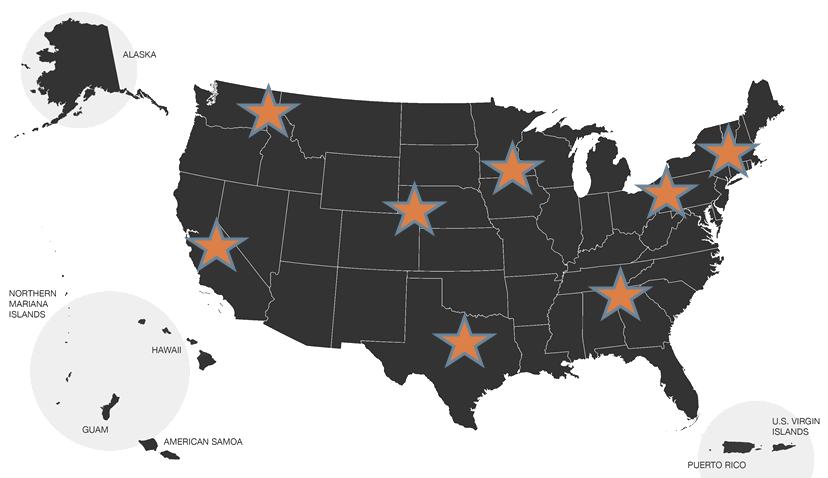 ALASKA
NORTHERN
MARIANA
ISLANDS
HAWAII
GUAM
AMERICAN SAMOA
U.S. VIRGIN
ISLANDS
PUERTO RICO